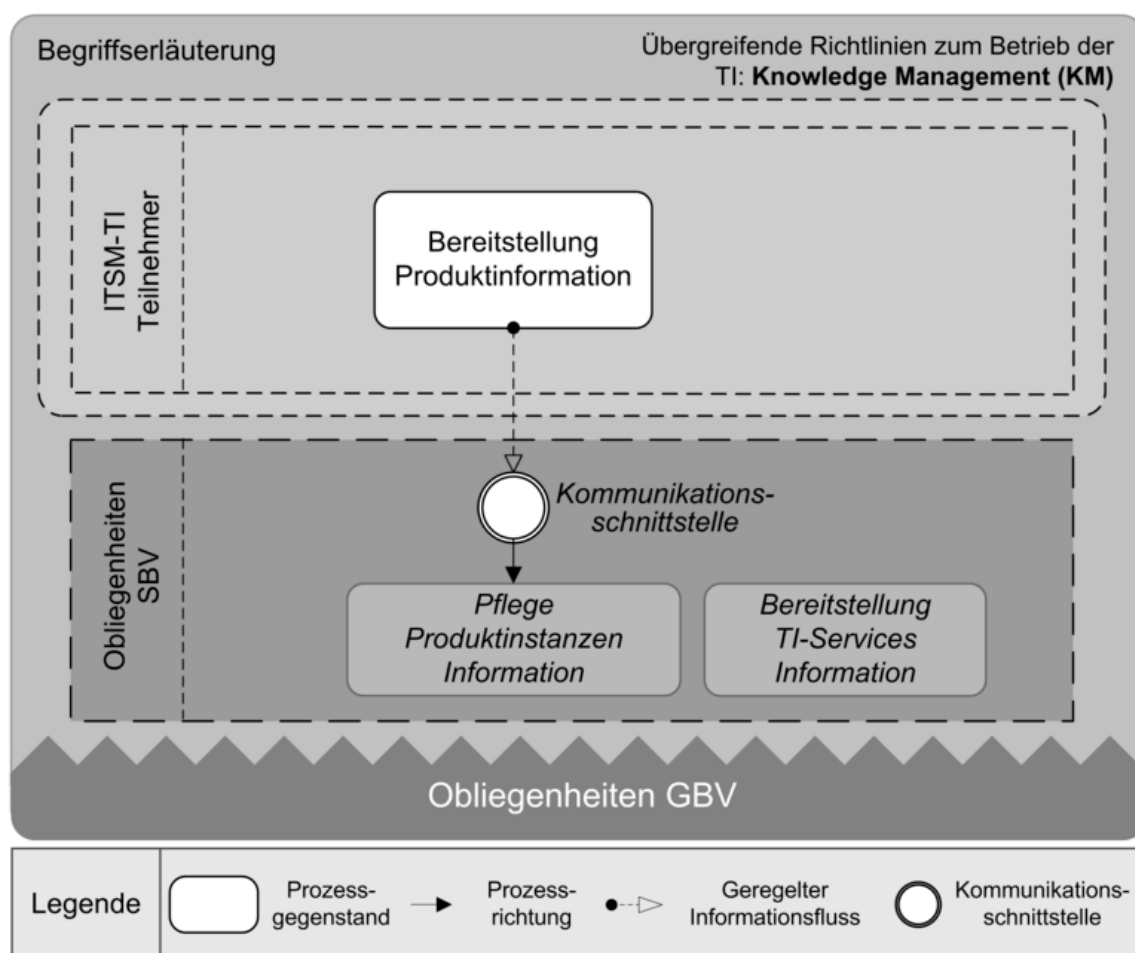 Begriffserläuterung
Übergreifende Richtlinien zum Betrieb der
TI: Knowledge Management (KM)
ITSM-TI
Teilnehmer
Bereitstellung
Produktinformation
Obliegenheiten
SBV
Kommunikations-
schnittstelle
Pflege
Produktinstanzen
Information
Bereitstellung
TI-Services
Information
Obliegenheiten GBV
Legende
Prozess-
gegenstand
Prozess-
richtung
Geregelter
Informationsfluss
Kommunikations-
schnittstelle